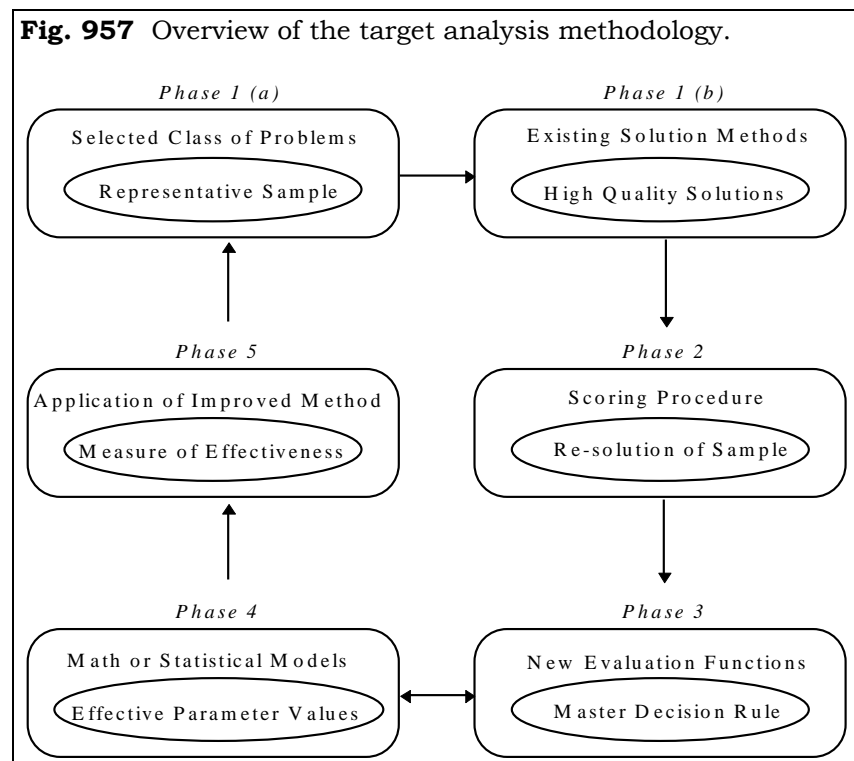 Fig. 957 Overview of the target analysis methodology.
Phase 1 (a)
Selected Class of Problems
Representative Sample
Phase 1 (b)
Existing Solution Methods
High Quality Solutions
Phase 5
Application of Improved Method
Measure of Effectiveness
Phase 2
Scoring Procedure
Re-solution of Sample
Phase 4
Math or Statistical Models
Effective Parameter Values
Phase 3
New Evaluation Functions
Master Decision Rule